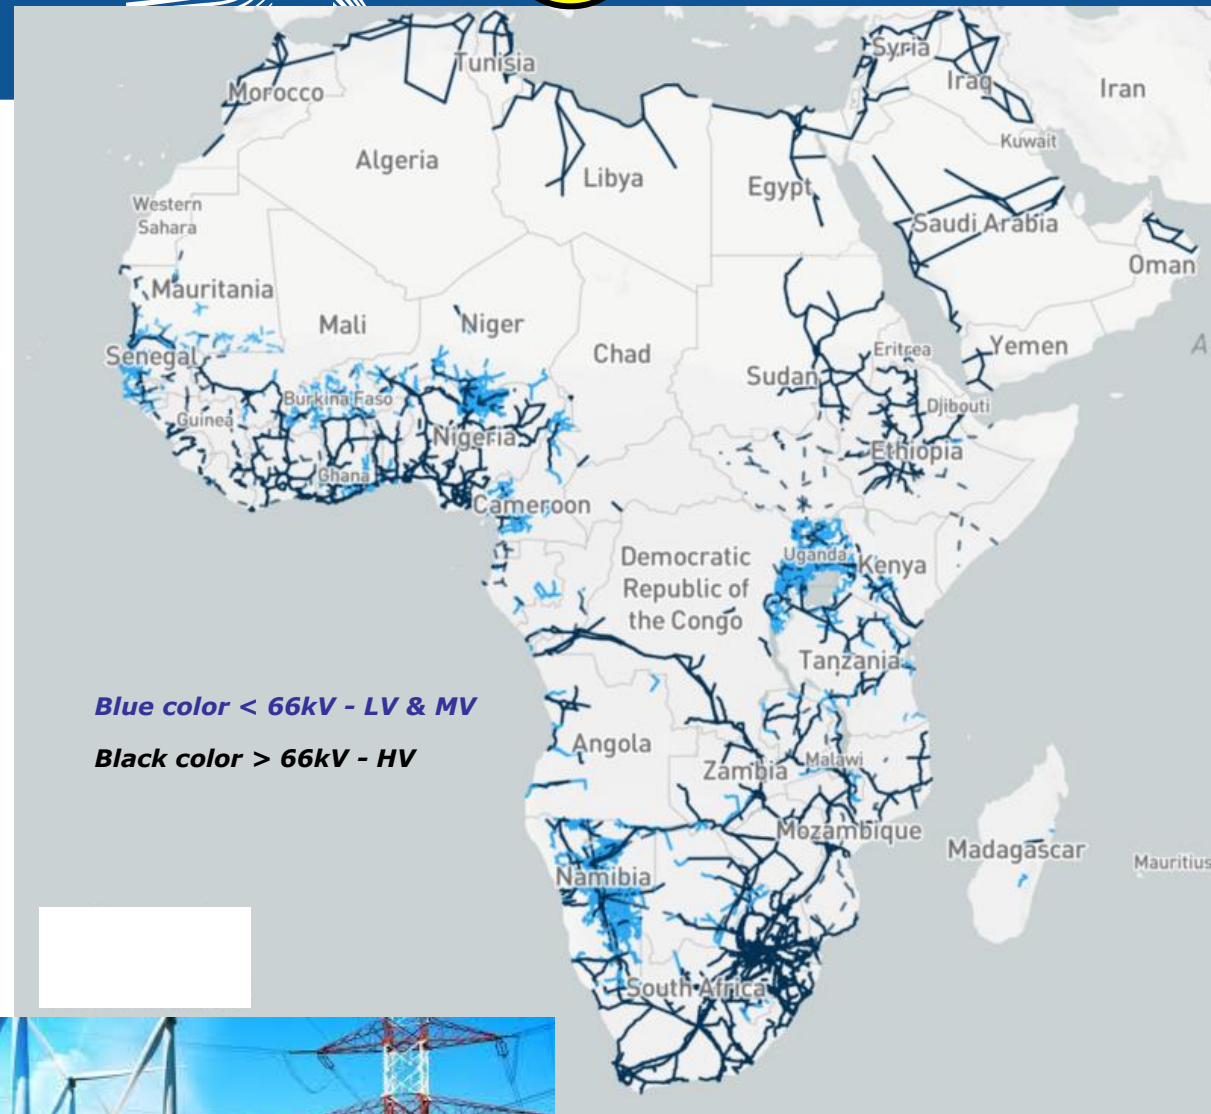 Syria
Tunisia
Iraq
Iran
Morocco
Kuwait
Algeria
Libya
Egypt
Western
Sahara
Saudi Arabia
Oman
Mauritania
Mali
Niger
Chad
Eritrea
Yemen
A
Senegal
Sudan
Burkina Faso
Djibouti
Guinea
Nigeria
Ethiopia
Ghana
Cameroon
Democratic
Republic of
the Congo
Uganda
Kenya
Tanzania
Blue color < 66kV - LV & MV
Angola
Black color > 66kV - HV
Zambia
Malawi
Mozambique
Madagascar
Mauritius
Namibia
South Africa